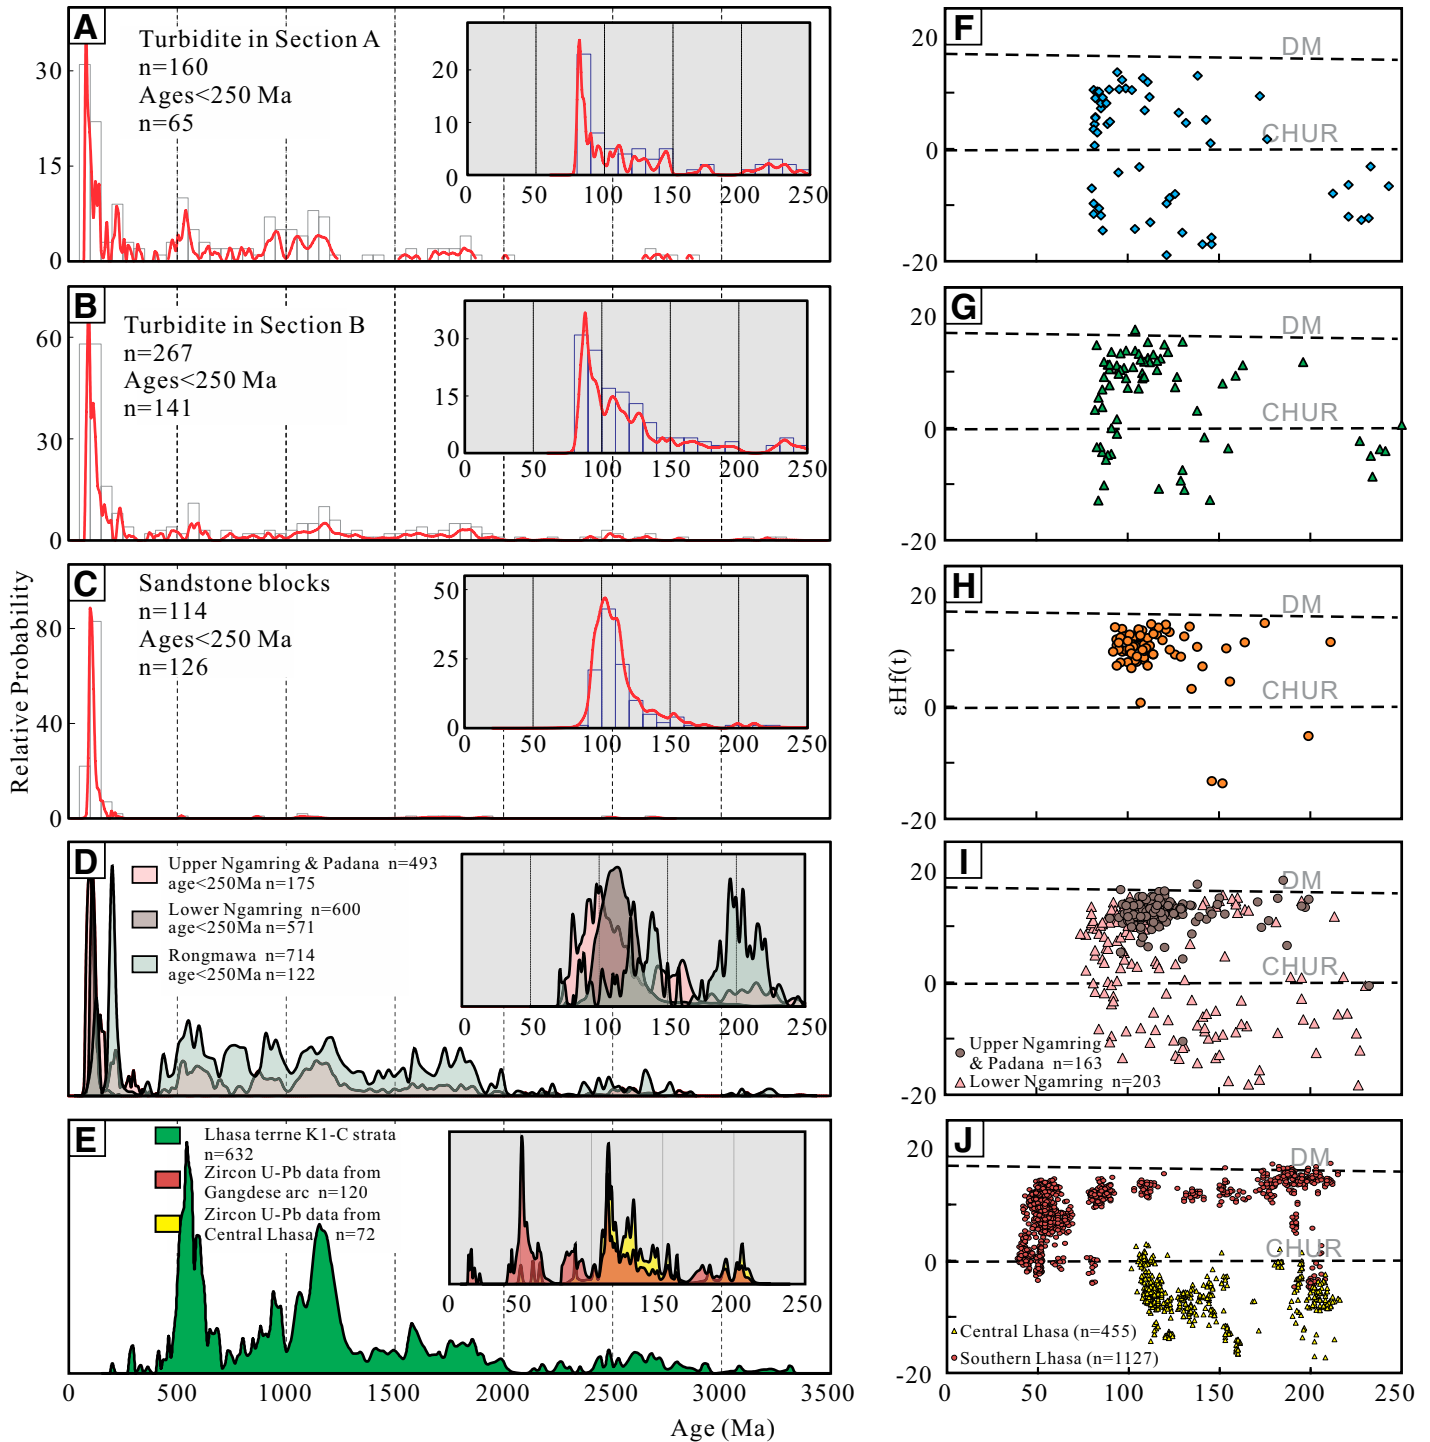 A
Turbidite in Section A
n=160
Ages<250 Ma
n=65
30
15
0
20
10
0
0 50 100 150 200 250
B
Turbidite in Section B
n=267
Ages<250 Ma
n=141
60
30
0
30
15
0
0 50 100 150 200 250
C
Sandstone blocks
n=114
Ages<250 Ma
n=126
80
40
0
50
25
0
0 50 100 150 200 250
Relative Probability
D
Upper Ngamring & Padana n=493
age<250Ma n=175
Lower Ngamring n=600
age<250Ma n=571
Rongmawa n=714
age<250Ma n=122
0 50 100 150 200 250
E
Lhasa terrne K1-C strata
n=632
Zircon U-Pb data from
Gangdese arc n=120
Zircon U-Pb data from
Central Lhasa n=72
0 50 100 150 200 250
0 500 1000 1500 2000 2500 3000 3500
Age (Ma)
F
20
DM
CHUR
0
-20
G
20
DM
CHUR
0
-20
H
20
DM
CHUR
0
-20
εHf(t)
I
20
DM
CHUR
0
Upper Ngamring
& Padana n=163
Lower Ngamring n=203
-20
J
20
DM
CHUR
0
Central Lhasa (n=455)
Southern Lhasa (n=1127)
-20
0 50 100 150 200 250